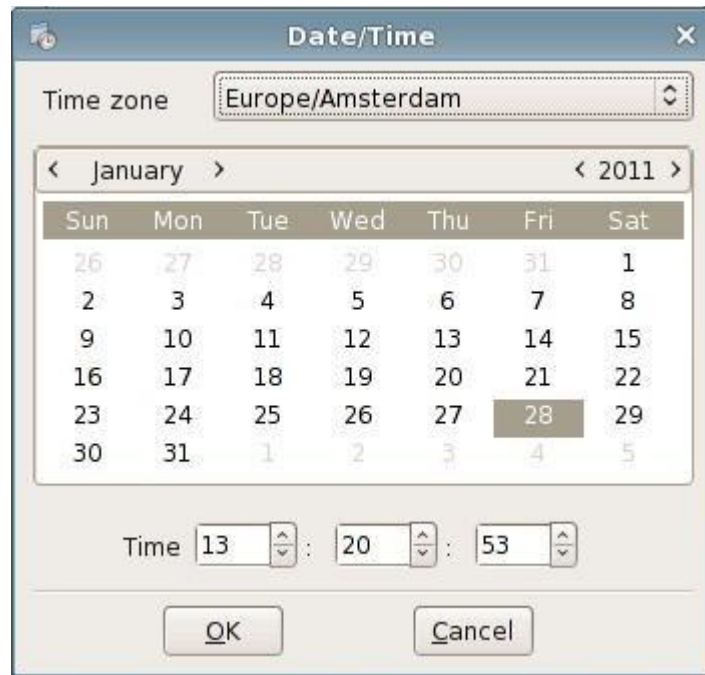 Date/Time
Time zone Europe/Amsterdam
< January > < 2011 >
Sun Mon Tue Wed Thu Fri Sat
26 27 28 29 30 31 1
2 3 4 5 6 7 8
9 10 11 12 13 14 15
16 17 18 19 20 21 22
23 24 25 26 27 28 29
30 31 1 2 3 4 5
Time 13 : 20 : 53
OK Cancel